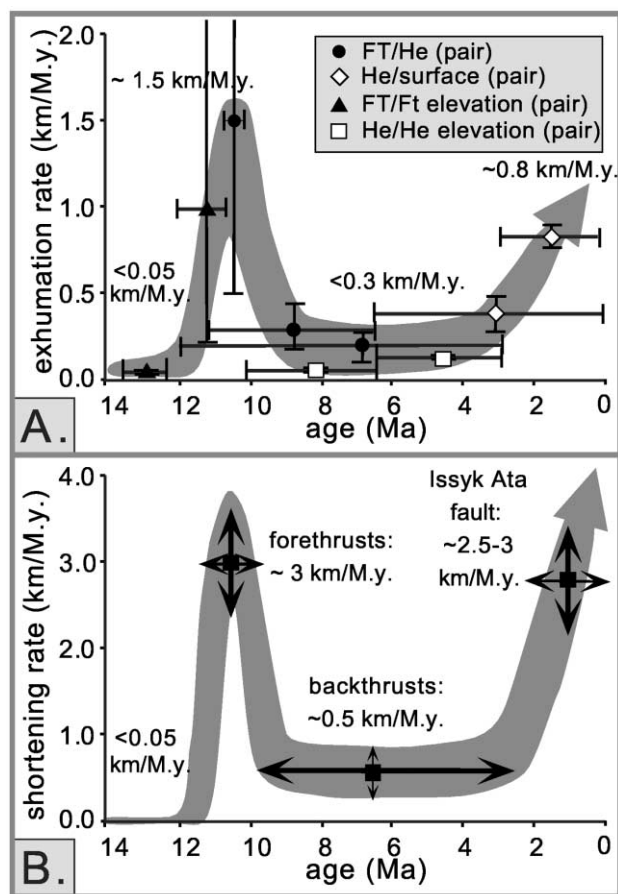 2.0
1.5
1.0
0.5
0.0
exhumation rate (km/M.y.)
FT/He (pair)
He/surface (pair)
FT/Ft elevation (pair)
He/He elevation (pair)
~ 1.5 km/M.y.
~0.8 km/M.y.
<0.05
km/M.y.
<0.3 km/M.y.
14 12 10 8 6 4 2 0
age (Ma)
A.
4.0
3.0
2.0
1.0
0.0
shortening rate (km/M.y.)
Issyk Ata
fault:
~2.5-3
km/M.y.
forethrusts:
~ 3 km/M.y.
backthrusts:
~0.5 km/M.y.
<0.05
km/M.y.
14 12 10 8 6 4 2 0
age (Ma)
B.